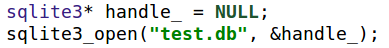 sqlite3* handle_ = NULL;
sqlite3_open("test.db", &handle_);